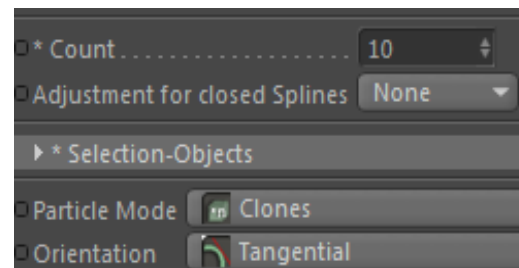 * Count . . . . . . . . . . . . . . . . . . . . 10
Adjustment for closed Splines None
* Selection-Objects
Particle Mode Clones
Orientation Tangential